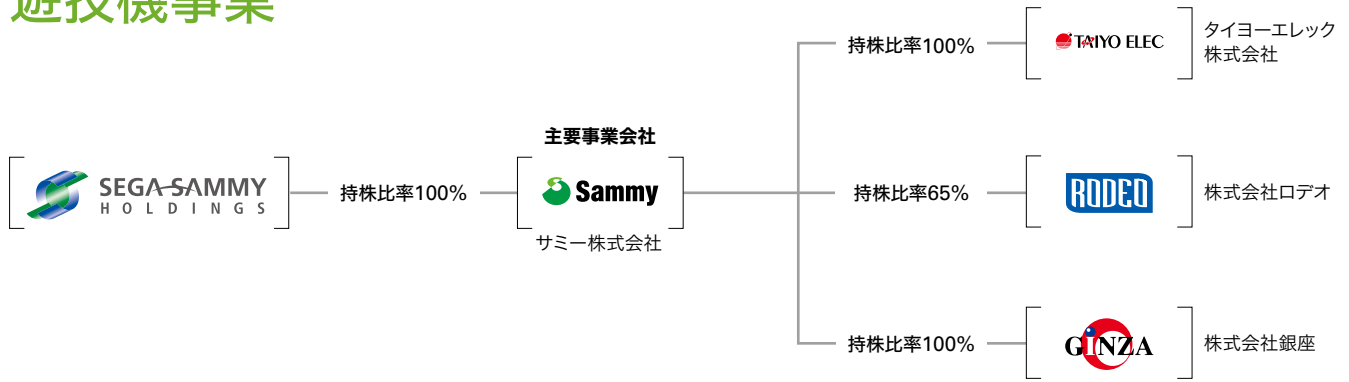 遊技機事業
持株比率100%
TAIYO ELEC
タイヨーエレック
株式会社
主要事業会社
SEGA SAMMY
HOLDINGS
持株比率100%
Sammy
サミー株式会社
持株比率65%
RODEO
株式会社ロデオ
持株比率100%
GINZA
株式会社銀座